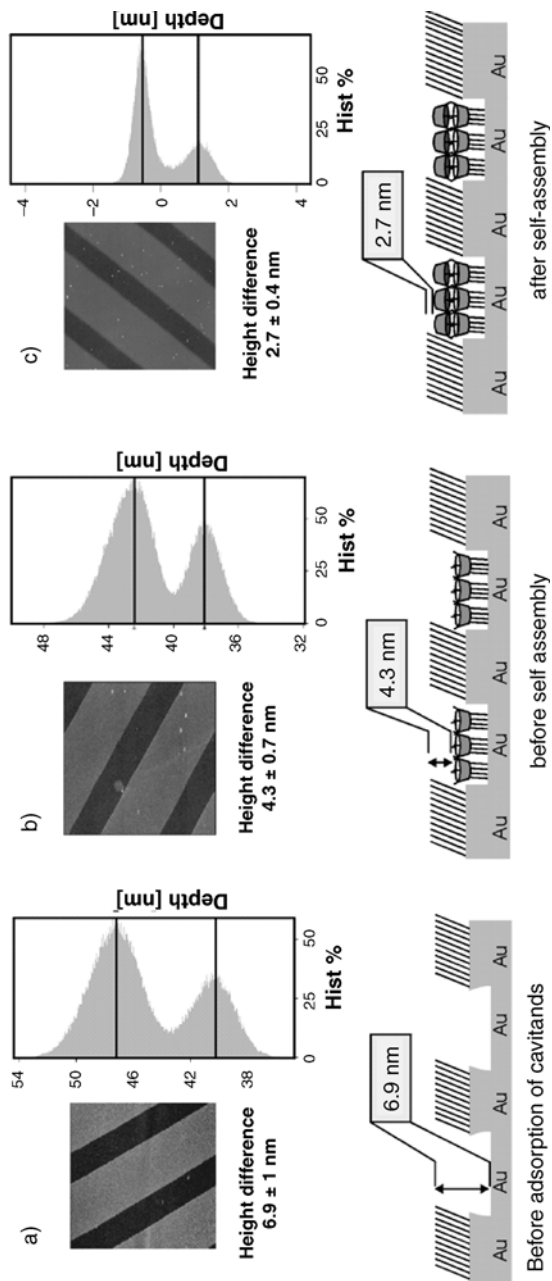 a)
54
50
46
42
38
Depth [nm]
0 25 50
Hist %
Height difference
6.9 ± 1 nm
6.9 nm
Au Au Au Au Au
Before adsorption of cavitands
b)
48
44
40
36
32
Depth [nm]
0 25 50
Hist %
Height difference
4.3 ± 0.7 nm
4.3 nm
Au Au Au Au Au
before self assembly
c)
−4
−2
0
2
4
Depth [nm]
0 25 50
Hist %
Height difference
2.7 ± 0.4 nm
2.7 nm
Au Au Au Au Au
after self-assembly